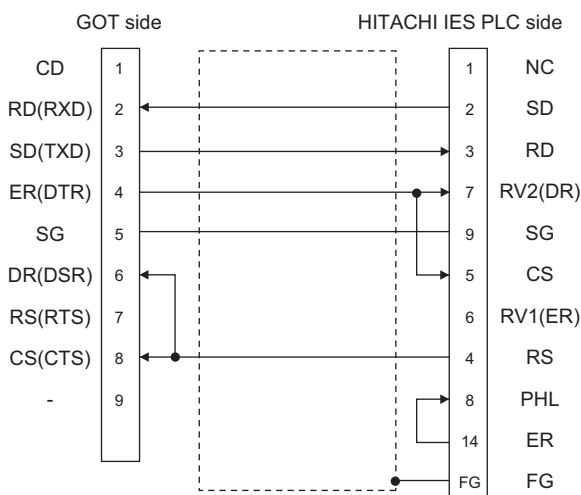 GOT side HITACHI IES PLC side
CD 1 1 NC
RD(RXD) 2 2 SD
SD(TXD) 3 3 RD
ER(DTR) 4 7 RV2(DR)
SG 5 9 SG
DR(DSR) 6 5 CS
RS(RTS) 7 6 RV1(ER)
CS(CTS) 8 4 RS
- 9 8 PHL
14 ER
FG FG